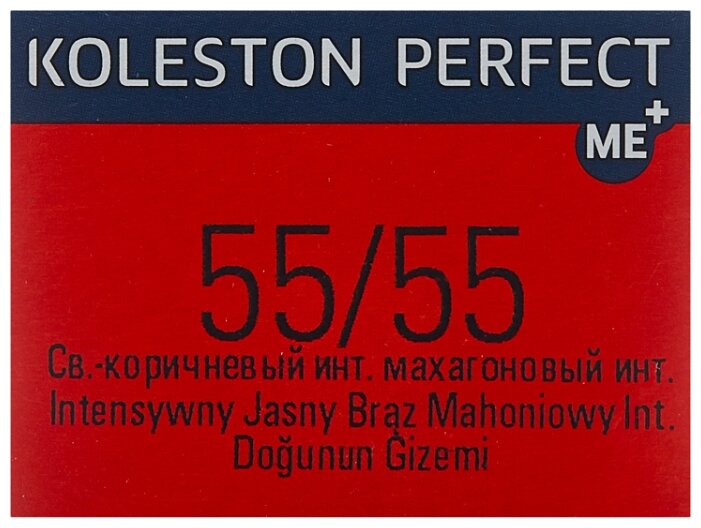 KOLESTON PERFECT
ME+
55/55
Св.-коричневый инт. махагоновый инт.
Intensywny Jasny Brąz Mahoniowy Int.
Doğunun Gizemi